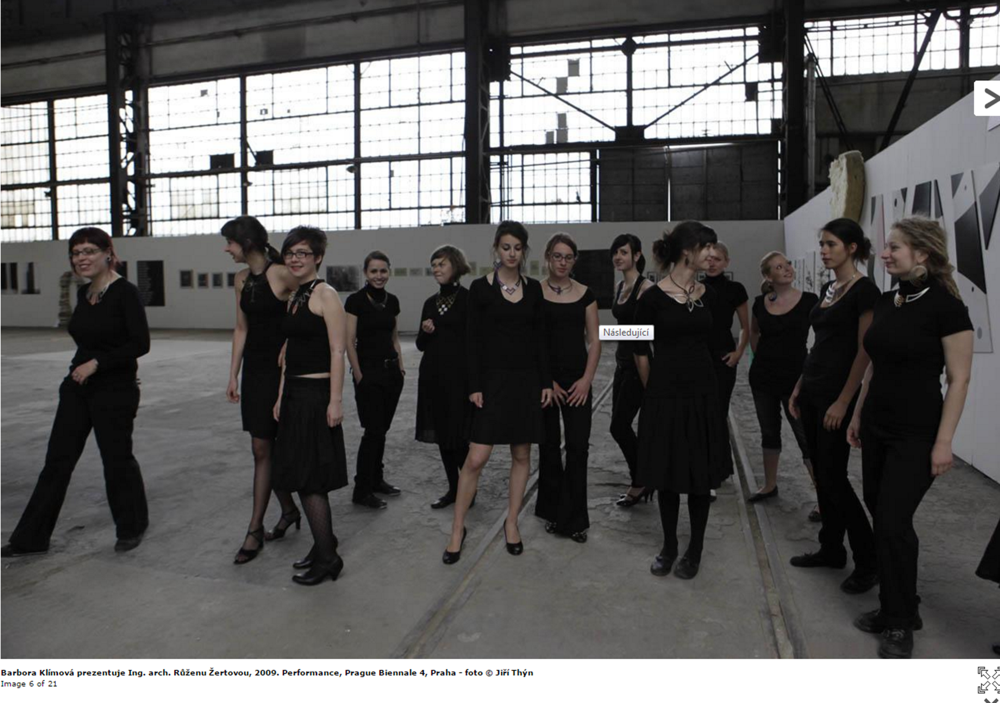 Následující
Barbora Klímová prezentuje Ing. arch. Růženu Žertovou, 2009. Performance, Prague Biennale 4, Praha - foto © Jiří Thýn
Image 6 of 21